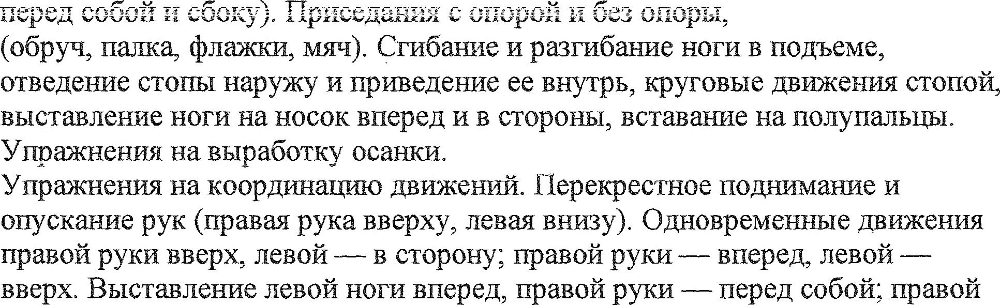 перед собой и сбоку). Приседания с опорой и без опоры,
(обруч, палка, флажки, мяч). Сгибание и разгибание ноги в подъеме,
отведение стопы наружу и приведение ее внутрь, круговые движения стопой,
выставление ноги на носок вперед и в стороны, вставание на полупальцы.
Упражнения на выработку осанки.
Упражнения на координацию движений. Перекрестное поднимание и
опускание рук (правая рука вверху, левая внизу). Одновременные движения
правой руки вверх, левой — в сторону; правой руки — вперед, левой —
вверх. Выставление левой ноги вперед, правой руки — перед собой; правой